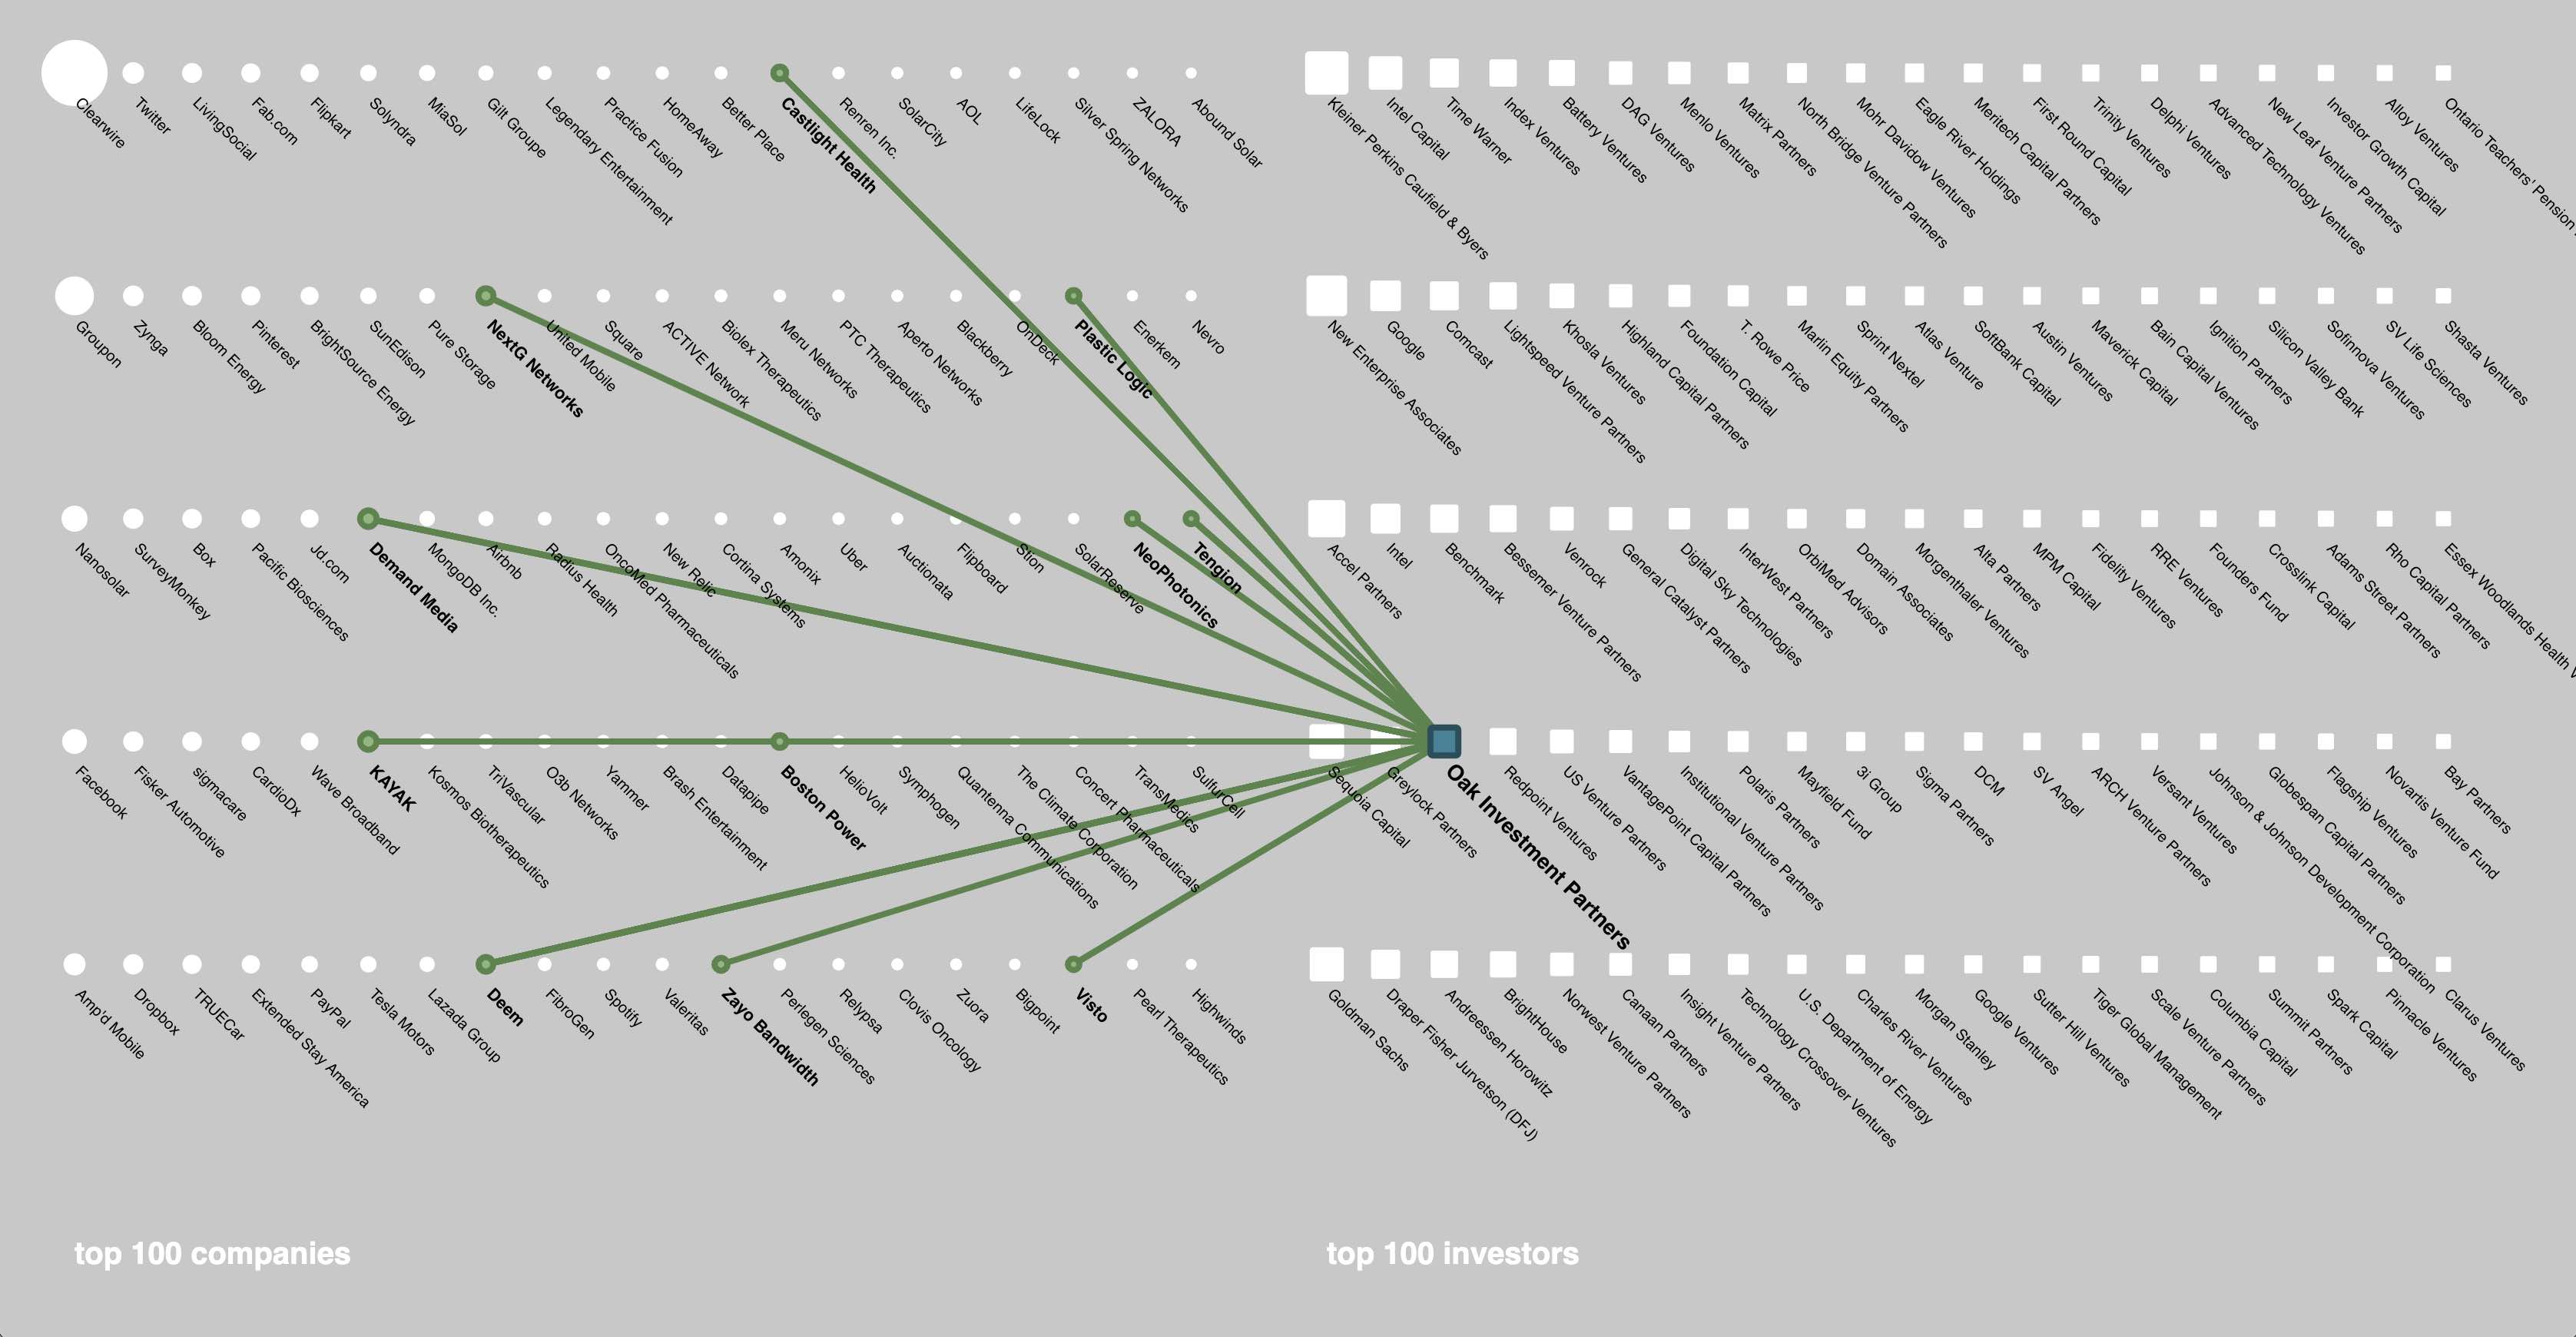 Clearwire
Twitter
LivingSocial
Fab.com
Flipkart
Solyndra
MiaSol
Gilt Groupe
Legendary Entertainment
Practice Fusion
HomeAway
Better Place
Castlight Health
Renren Inc.
SolarCity
AOL
LifeLock
Silver Spring Networks
ZALORA
Abound Solar
Kleiner Perkins Caufield & Byers
Intel Capital
Time Warner
Index Ventures
Battery Ventures
DAG Ventures
Menlo Ventures
Matrix Partners
North Bridge Venture Partners
Mohr Davidow Ventures
Eagle River Holdings
Meritech Capital Partners
First Round Capital
Trinity Ventures
Delphi Ventures
Advanced Technology Ventures
New Leaf Venture Partners
Investor Growth Capital
Alloy Ventures
Ontario Teachers' Pension
Groupon
Zynga
Bloom Energy
Pinterest
BrightSource Energy
SunEdison
Pure Storage
NextG Networks
United Mobile
Square
ACTIVE Network
Biolex Therapeutics
Meru Networks
PTC Therapeutics
Aperto Networks
Blackberry
OnDeck
Plastic Logic
Enerkem
Nevro
New Enterprise Associates
Google
Comcast
Lightspeed Venture Partners
Khosla Ventures
Highland Capital Partners
Foundation Capital
T. Rowe Price
Marlin Equity Partners
Sprint Nextel
Atlas Venture
SoftBank Capital
Austin Ventures
Maverick Capital
Bain Capital Ventures
Ignition Partners
Silicon Valley Bank
Sofinnova Ventures
SV Life Sciences
Shasta Ventures
Nanosolar
SurveyMonkey
Box
Pacific Biosciences
Jd.com
Demand Media
MongoDB Inc.
Airbnb
Radius Health
OncoMed Pharmaceuticals
New Relic
Cortina Systems
Amonix
Uber
Auctionata
Flipboard
Stion
SolarReserve
NeoPhotonics
Tengion
Accel Partners
Intel
Benchmark
Bessemer Venture Partners
Venrock
General Catalyst Partners
Digital Sky Technologies
InterWest Partners
OrbiMed Advisors
Domain Associates
Morgenthaler Ventures
Alta Partners
MPM Capital
Fidelity Ventures
RRE Ventures
Founders Fund
Crosslink Capital
Adams Street Partners
Rho Capital Partners
Essex Woodlands Health
Facebook
Fisker Automotive
sigmacare
CardioDx
Wave Broadband
KAYAK
Kosmos Biotherapeutics
TriVascular
O3b Networks
Yammer
Brash Entertainment
Datapipe
Boston Power
HelioVolt
Symphogen
Quantenna Communications
The Climate Corporation
Concert Pharmaceuticals
TransMedics
SulfurCell
Sequoia Capital
Greylock Partners
Oak Investment Partners
Redpoint Ventures
US Venture Partners
VantagePoint Capital Partners
Institutional Venture Partners
Polaris Partners
Mayfield Fund
3i Group
Sigma Partners
DCM
SV Angel
ARCH Venture Partners
Versant Ventures
Johnson & Johnson Development Corporation
Globespan Capital Partners
Flagship Ventures
Novartis Venture Fund
Bay Partners
Amp'd Mobile
Dropbox
TRUECar
Extended Stay America
PayPal
Tesla Motors
Lazada Group
Deem
FibroGen
Spotify
Valeritas
Zayo Bandwidth
Perlegen Sciences
Relypsa
Clovis Oncology
Zuora
Bigpoint
Visto
Pearl Therapeutics
Highwinds
Goldman Sachs
Draper Fisher Jurvetson (DFJ)
Andreessen Horowitz
BrightHouse
Norwest Venture Partners
Canaan Partners
Insight Venture Partners
Technology Crossover Ventures
U.S. Department of Energy
Charles River Ventures
Morgan Stanley
Google Ventures
Sutter Hill Ventures
Tiger Global Management
Scale Venture Partners
Columbia Capital
Summit Partners
Spark Capital
Pinnacle Ventures
Clarus Ventures
top 100 companies
top 100 investors